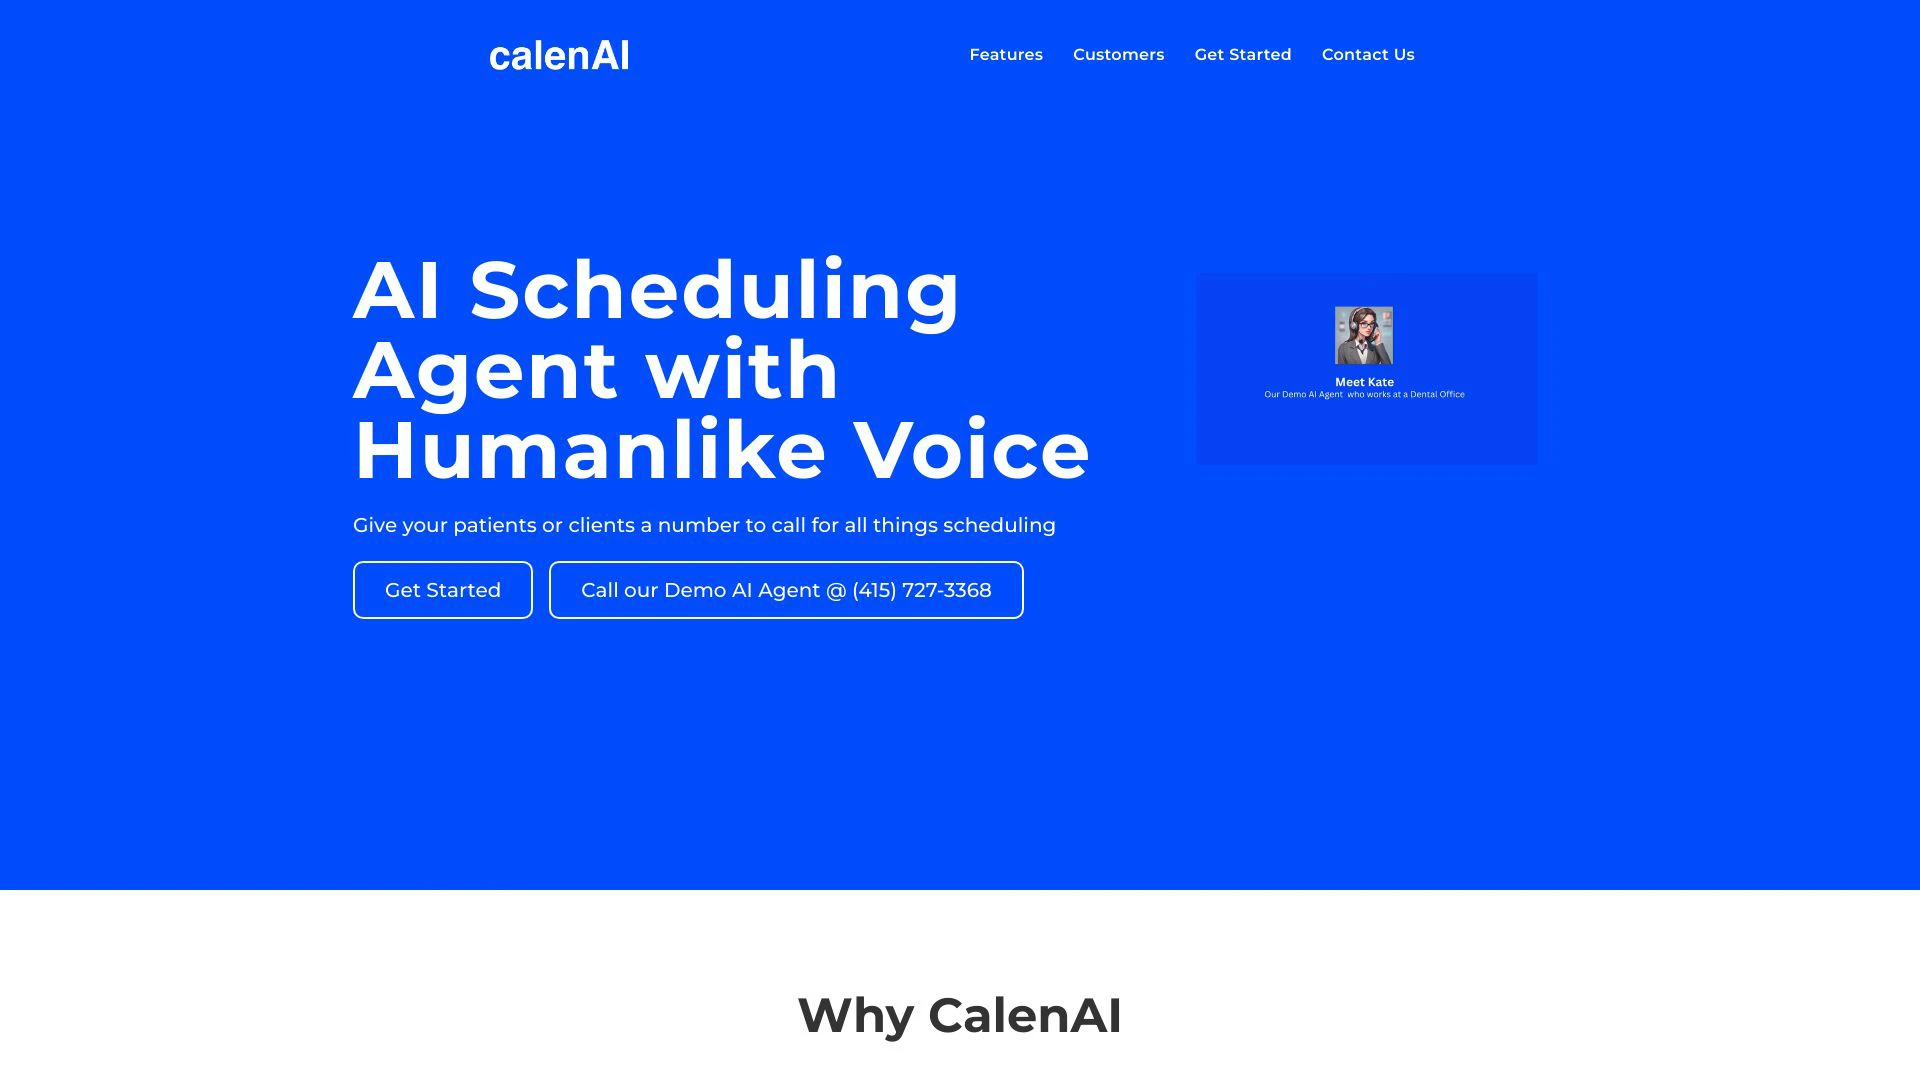 calenAI
Features
Customers
Get Started
Contact Us
AI Scheduling
Agent with
Humanlike Voice
Give your patients or clients a number to call for all things scheduling
Get Started
Call our Demo AI Agent @ (415) 727-3368
Meet Kate
Our Demo AI Agent who works at a Dental Office
Why CalenAI